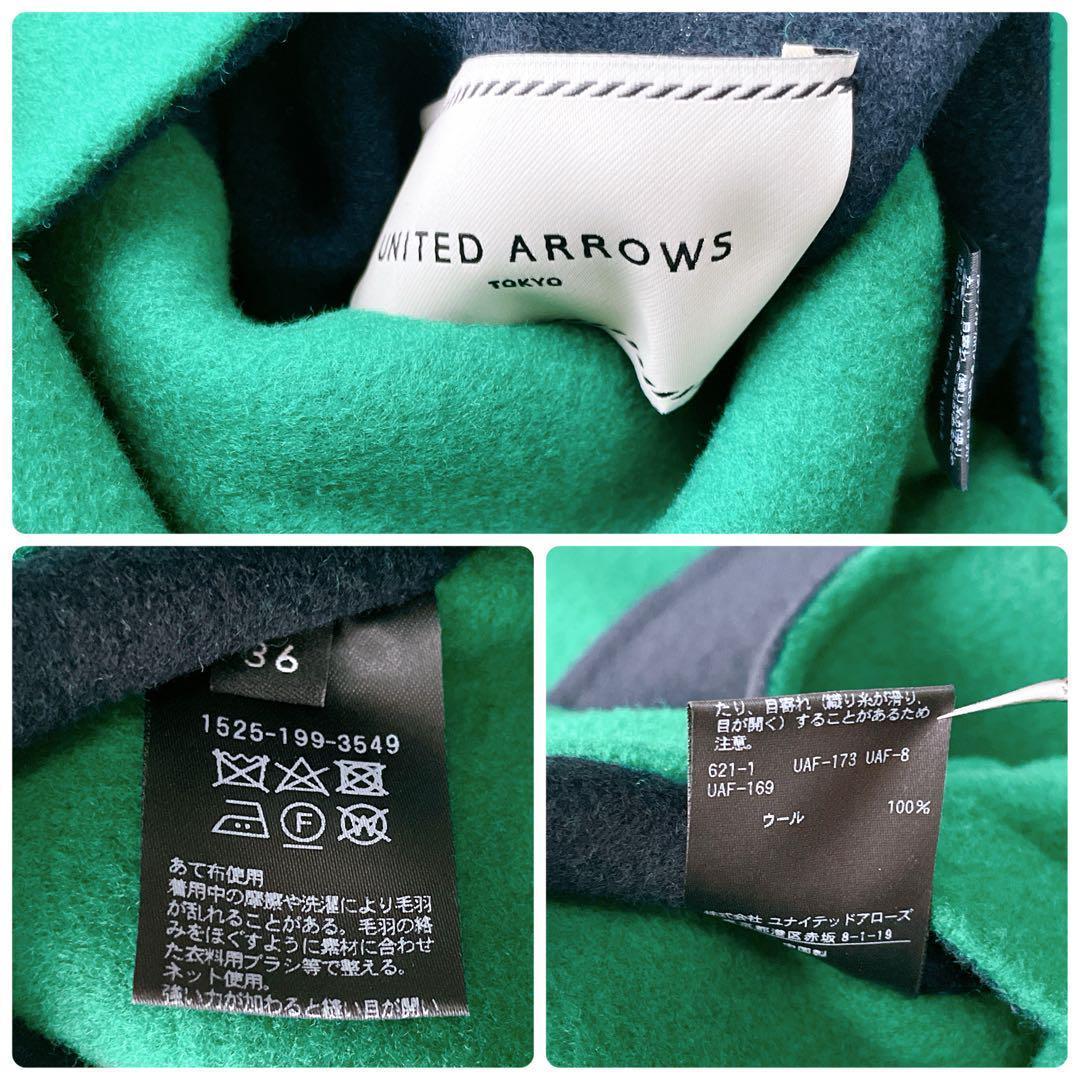 UNITED ARROWS
TOKYO
36
1525-199-3549
あて布使用
着用中の摩擦や洗濯により毛羽
が乱れることがある。毛羽の絡
みをほぐすように素材に合わせ
た衣料用ブラシ等で整える。
ネット使用。
強い力が加わると縫い目が開い
たり、目寄れ（織り糸が滑り、
目が開く）することがあるため
注意。
621-1 UAF-173 UAF-8
UAF-169
ウール 100%
株式会社 ユナイテッドアローズ
港区赤坂 8-1-19